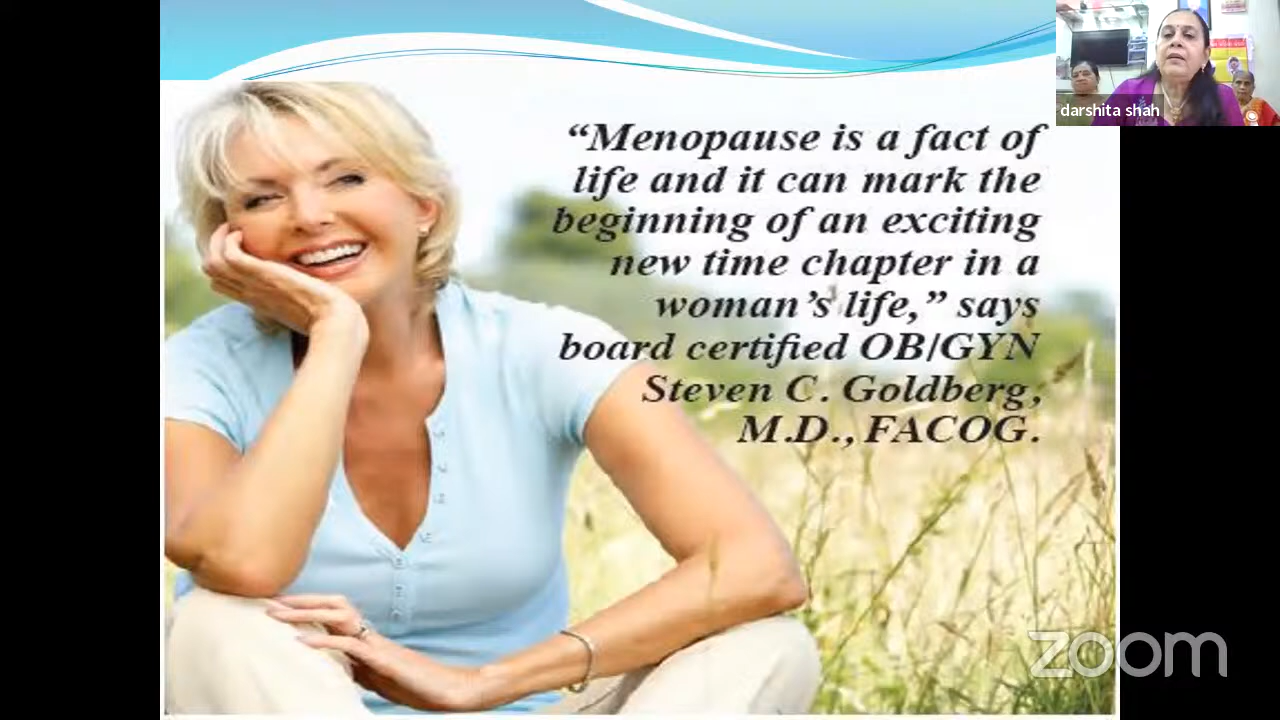 darshita shah
“Menopause is a fact of
life and it can mark the
beginning of an exciting
new time chapter in a
woman’s life,” says
board certified OB/GYN
Steven C. Goldberg,
M.D., FACOG.
zoom